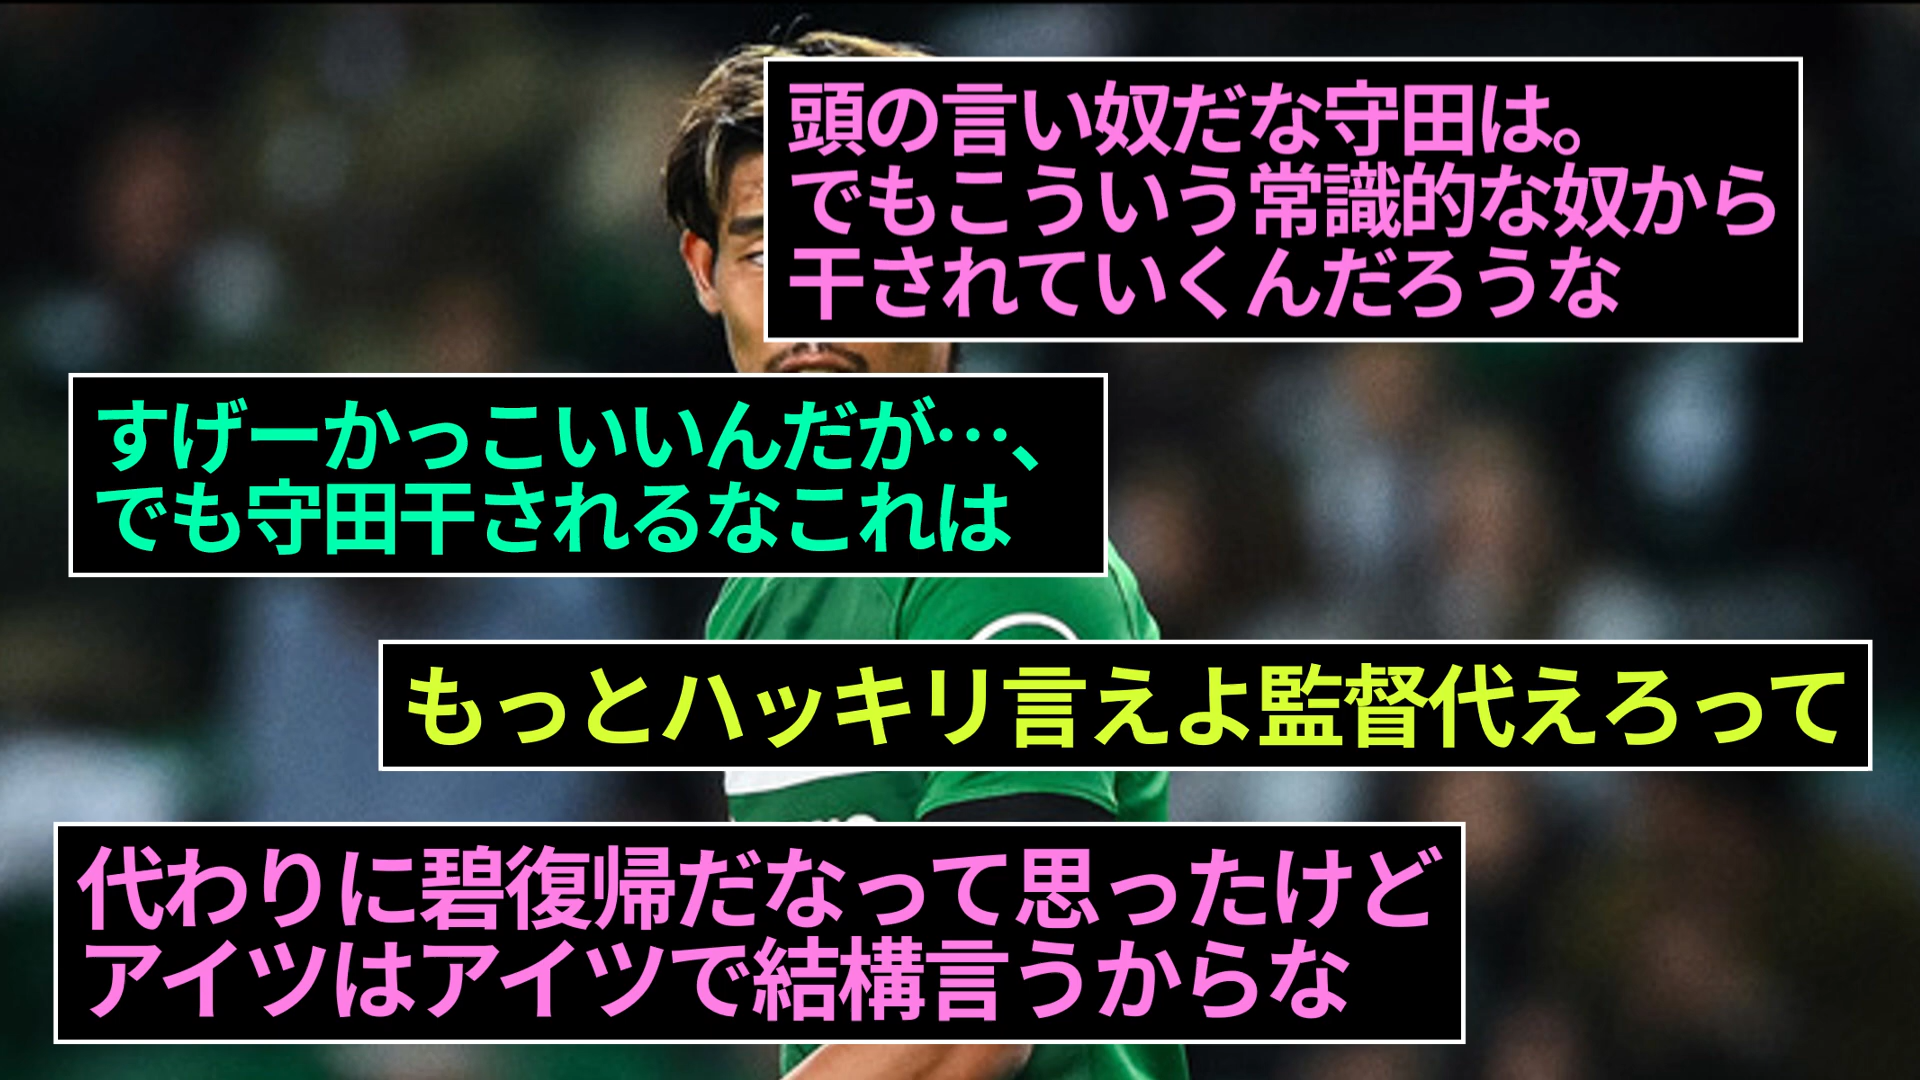 頭の言い奴だな守田は。
でもこういう常識的な奴から
干されていくんだろうな
すげーかっこいいんだが…、
でも守田干されるなこれは
もっとハッキリ言えよ監督代えろって
代わりに碧復帰だなって思ったけど
アイツはアイツで結構言うからな